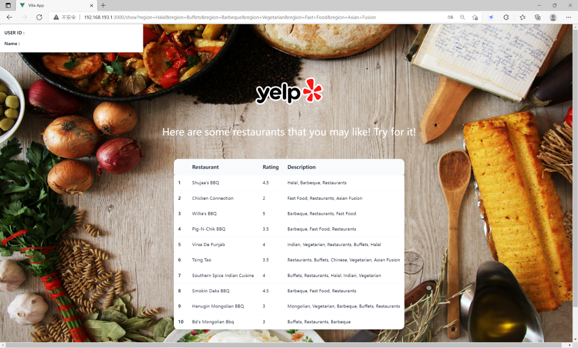 Vite App
不安全
192.168.193.1:3000/show?region=Halal&region=Buffets&region=Barbeque&region=Vegetarian&region=Fast+Food&region=Asian+Fusion
USER ID :
Name :
yelp
Here are some restaurants that you may like! Try for it!
Restaurant Rating Description
1 Shujaa's BBQ 4.5 Halal, Barbeque, Restaurants
2 Chicken Connection 2 Fast Food, Restaurants, Asian Fusion
3 Willie's BBQ 5 Barbeque, Restaurants, Fast Food
4 Pig-N-Chik BBQ 3.5 Barbeque, Fast Food, Restaurants
5 Virsa De Punjab 4 Indian, Vegetarian, Restaurants, Buffets, Halal
6 Tsing Tao 3.5 Restaurants, Buffets, Chinese, Vegetarian, Asian Fusion
7 Southern Spice Indian Cuisine 4 Buffets, Restaurants, Halal, Indian, Vegetarian
8 Smokin Oaks BBQ 4.5 Barbeque, Fast Food, Restaurants
9 Hanugin Mongolian BBQ 3 Mongolian, Vegetarian, Barbeque, Buffets, Restaurants
10 Bd's Mongolian Bbq 3 Buffets, Restaurants, Barbeque